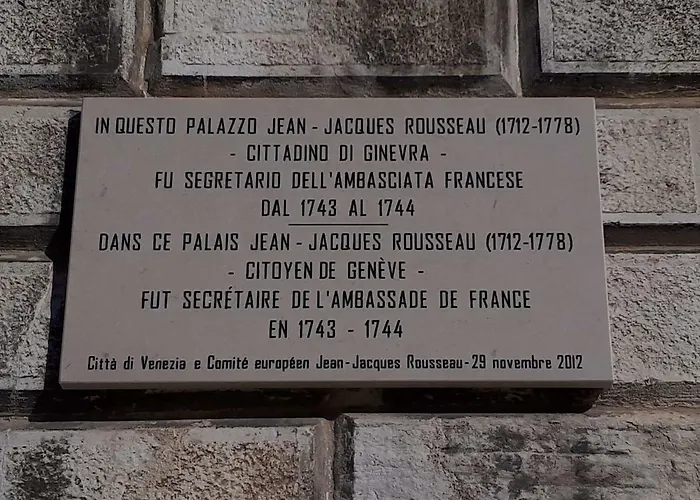 IN QUESTO PALAZZO JEAN - JACQUES ROUSSEAU (1712-1778)
- CITTADINO DI GINEVRA -
FU SEGRETARIO DELL'AMBASCIATA FRANCESE
DAL 1743 AL 1744
DANS CE PALAIS JEAN - JACQUES ROUSSEAU (1712-1778)
- CITOYEN DE GENÈVE -
FUT SECRÉTAIRE DE L'AMBASSADE DE FRANCE
EN 1743 - 1744
Città di Venezia e Comité européen Jean-Jacques Rousseau-29 novembre 2012